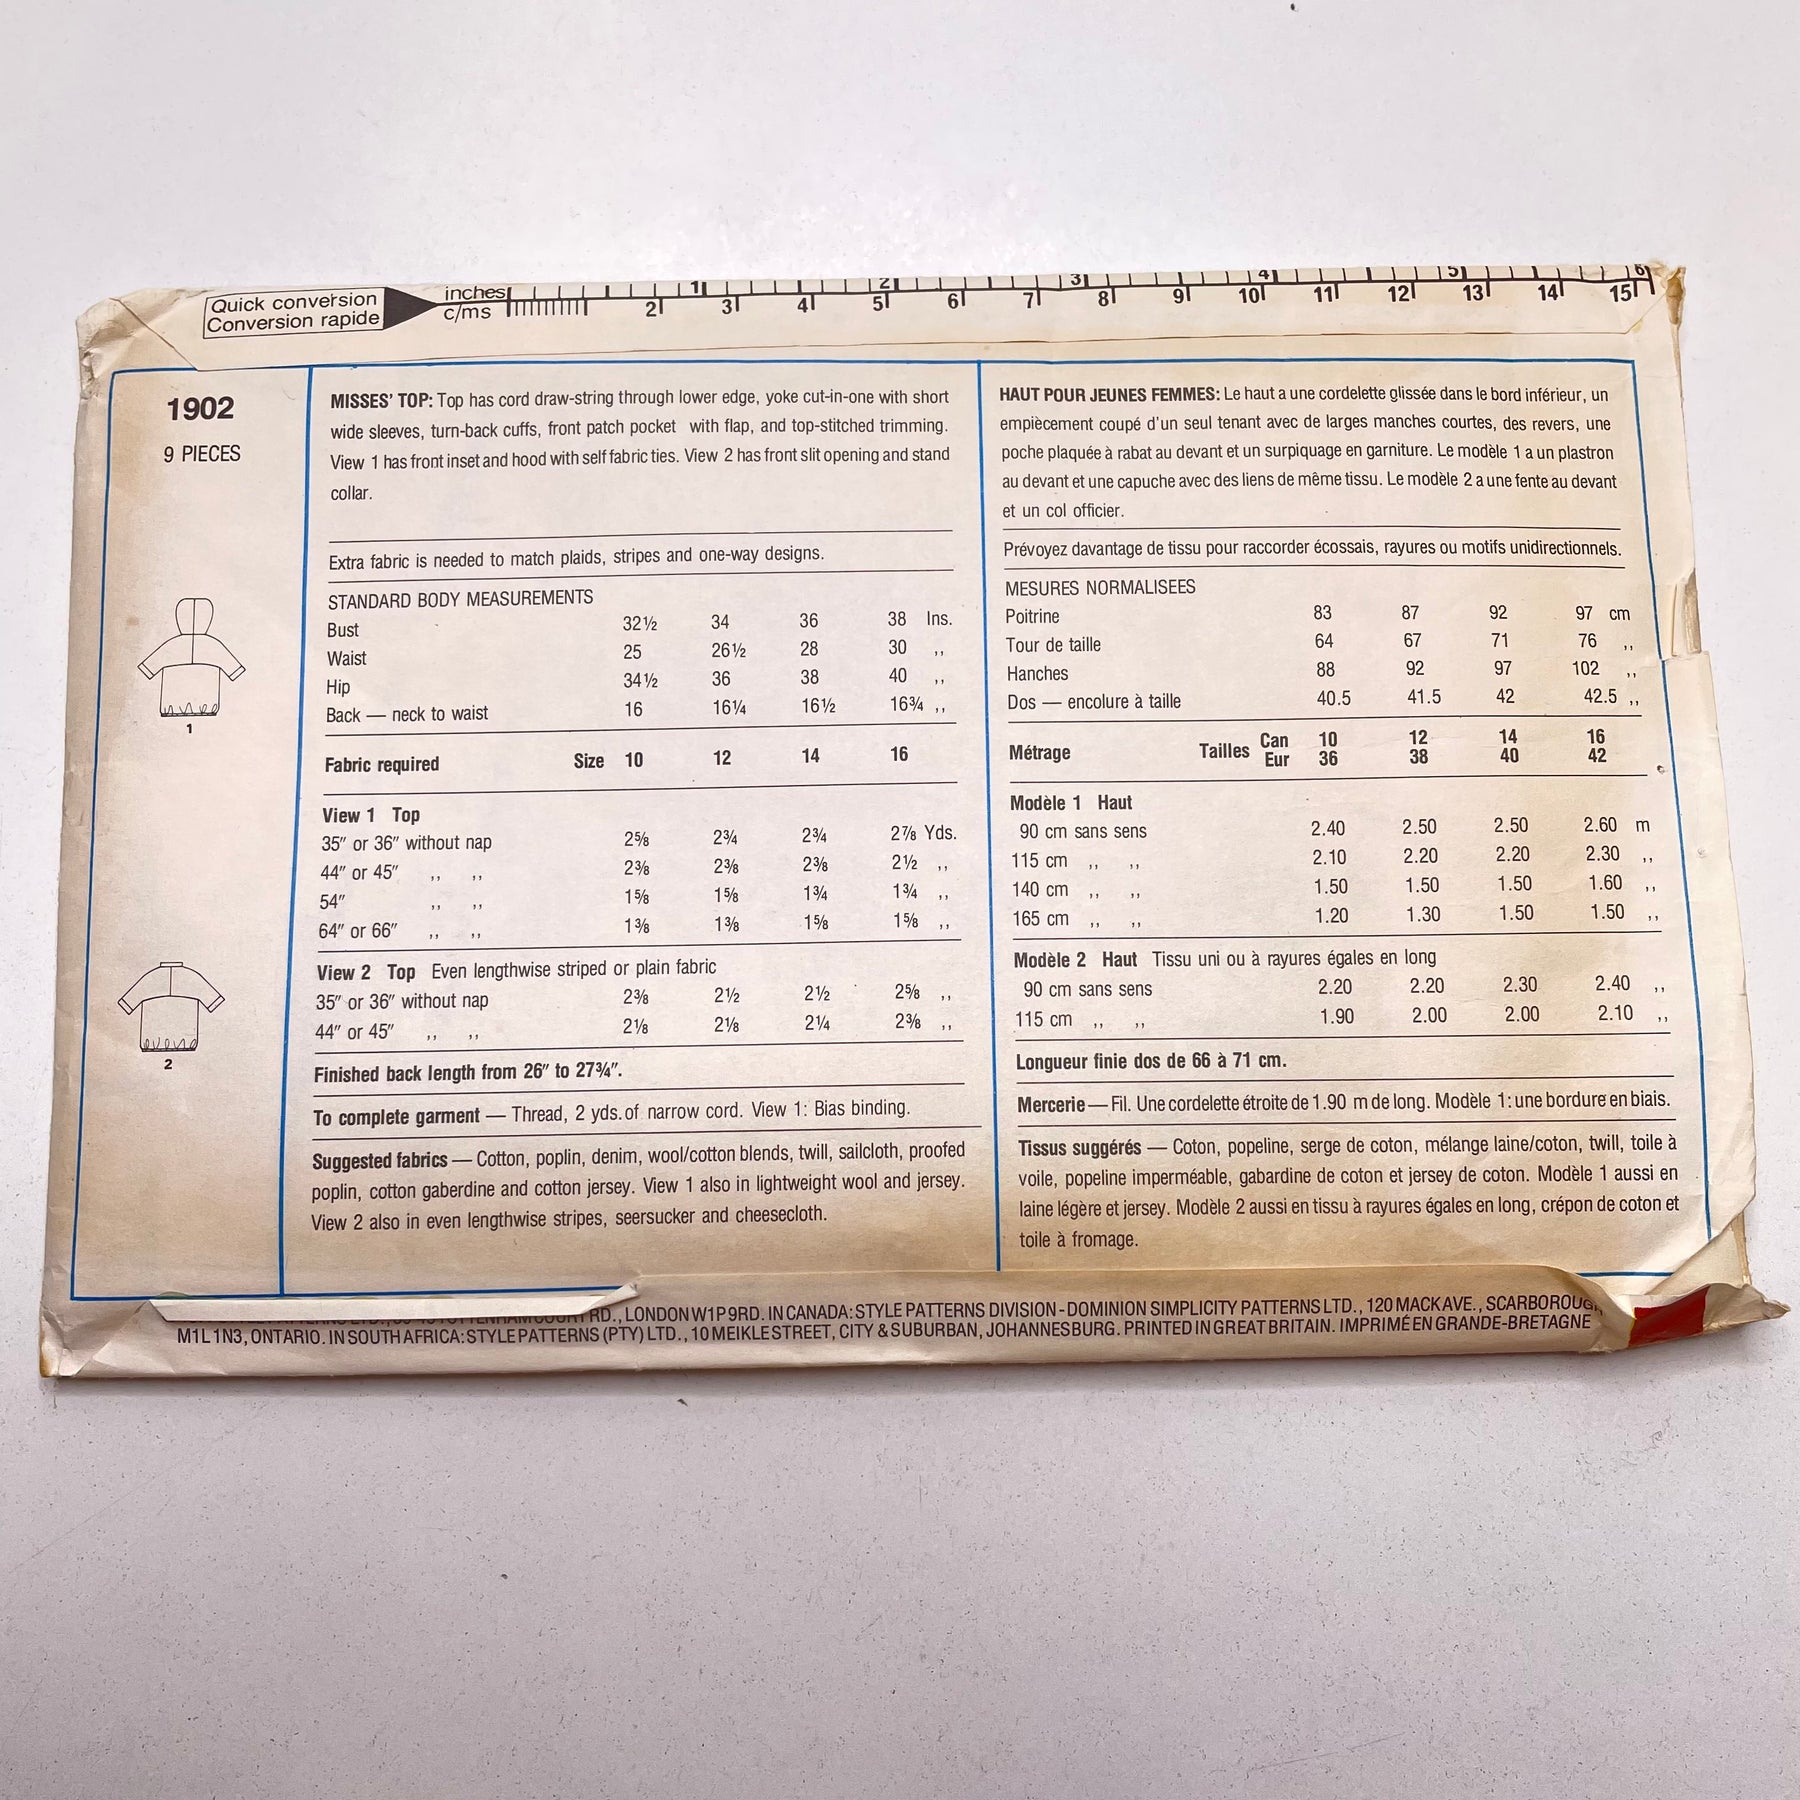 Quick conversion
Conversion rapide
inches 1 2 3 4 5 6
c/ms 2 3 4 5 6 7 8 9 10 11 12 13 14 15
1902
9 PIECES
1
2
MISSES' TOP: Top has cord draw-string through lower edge, yoke cut-in-one with short
wide sleeves, turn-back cuffs, front patch pocket with flap, and top-stitched trimming.
View 1 has front inset and hood with self fabric ties. View 2 has front slit opening and stand
collar.
Extra fabric is needed to match plaids, stripes and one-way designs.
STANDARD BODY MEASUREMENTS
Bust 32½ 34 36 38 Ins.
Waist 25 26½ 28 30 ,,
Hip 34½ 36 38 40 ,,
Back — neck to waist 16 16¼ 16½ 16¾ ,,
Fabric required Size 10 12 14 16
View 1 Top
35" or 36" without nap 2⅝ 2¾ 2¾ 2⅞ Yds.
44" or 45" ,, ,, 2⅜ 2⅜ 2⅜ 2½ ,,
54" ,, ,, 1⅝ 1⅝ 1¾ 1¾ ,,
64" or 66" ,, ,, 1⅜ 1⅜ 1⅝ 1⅝ ,,
View 2 Top Even lengthwise striped or plain fabric
35" or 36" without nap 2⅜ 2½ 2½ 2⅝ ,,
44" or 45" ,, ,, 2⅛ 2⅛ 2¼ 2⅜ ,,
Finished back length from 26" to 27¾".
To complete garment — Thread, 2 yds. of narrow cord. View 1: Bias binding.
Suggested fabrics — Cotton, poplin, denim, wool/cotton blends, twill, sailcloth, proofed
poplin, cotton gaberdine and cotton jersey. View 1 also in lightweight wool and jersey.
View 2 also in even lengthwise stripes, seersucker and cheesecloth.
HAUT POUR JEUNES FEMMES: Le haut a une cordelette glissée dans le bord inférieur, un
empiècement coupé d'un seul tenant avec de larges manches courtes, des revers, une
poche plaquée à rabat au devant et un surpiquage en garniture. Le modèle 1 a un plastron
au devant et une capuche avec des liens de même tissu. Le modèle 2 a une fente au devant
et un col officier.
Prévoyez davantage de tissu pour raccorder écossais, rayures ou motifs unidirectionnels.
MESURES NORMALISEES
Poitrine 83 87 92 97 cm
Tour de taille 64 67 71 76 ,,
Hanches 88 92 97 102 ,,
Dos — encolure à taille 40.5 41.5 42 42.5 ,,
Métrage Tailles Can 10 12 14 16
Eur 36 38 40 42
Modèle 1 Haut
90 cm sans sens 2.40 2.50 2.50 2.60 m
115 cm ,, ,, 2.10 2.20 2.20 2.30 ,,
140 cm ,, ,, 1.50 1.50 1.50 1.60 ,,
165 cm ,, ,, 1.20 1.30 1.50 1.50 ,,
Modèle 2 Haut Tissu uni ou à rayures égales en long
90 cm sans sens 2.20 2.20 2.30 2.40 ,,
115 cm ,, ,, 1.90 2.00 2.00 2.10 ,,
Longueur finie dos de 66 à 71 cm.
Mercerie — Fil. Une cordelette étroite de 1.90 m de long. Modèle 1: une bordure en biais.
Tissus suggérés — Coton, popeline, serge de coton, mélange laine/coton, twill, toile à
voile, popeline imperméable, gabardine de coton et jersey de coton. Modèle 1 aussi en
laine légère et jersey. Modèle 2 aussi en tissu à rayures égales en long, crépon de coton et
toile à fromage.
RD., LONDON W1P 9RD. IN CANADA: STYLE PATTERNS DIVISION - DOMINION SIMPLICITY PATTERNS LTD., 120 MACK AVE., SCARBOROUGH,
M1L 1N3, ONTARIO. IN SOUTH AFRICA: STYLE PATTERNS (PTY) LTD., 10 MEIKLE STREET, CITY & SUBURBAN, JOHANNESBURG. PRINTED IN GREAT BRITAIN. IMPRIMÉ EN GRANDE-BRETAGNE